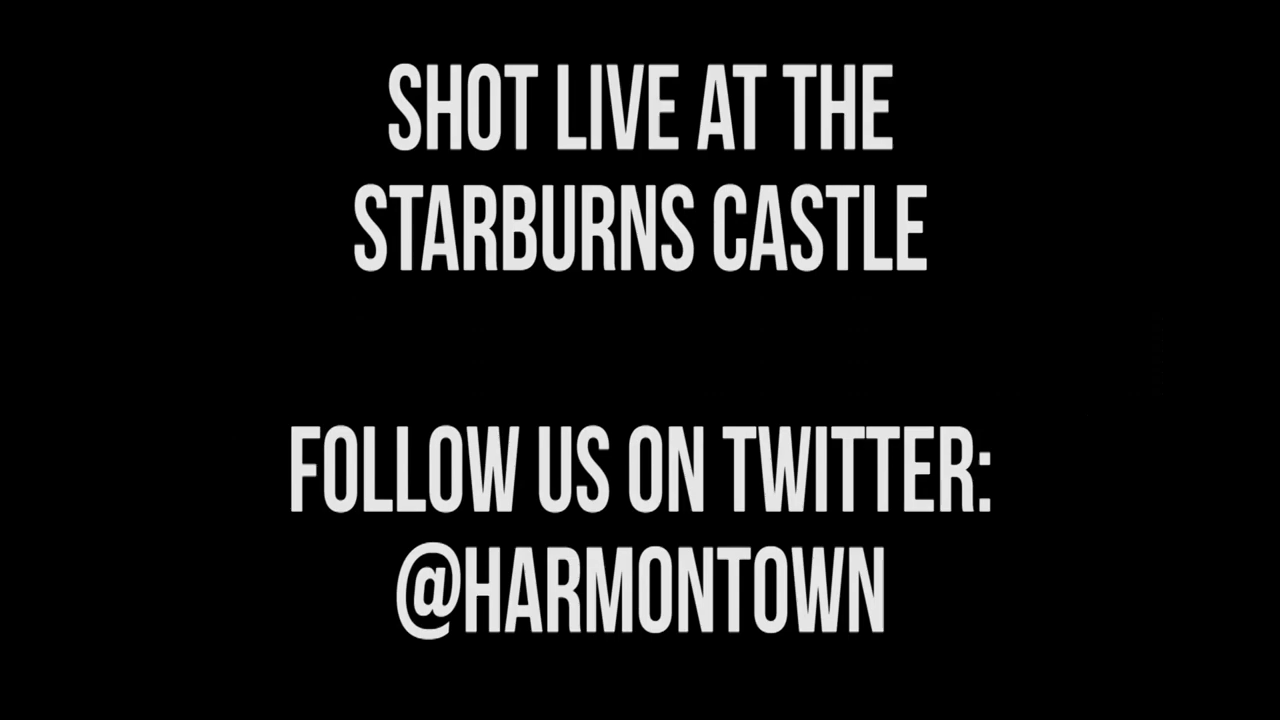 SHOT LIVE AT THE
STARBURNS CASTLE
FOLLOW US ON TWITTER:
@HARMONTOWN